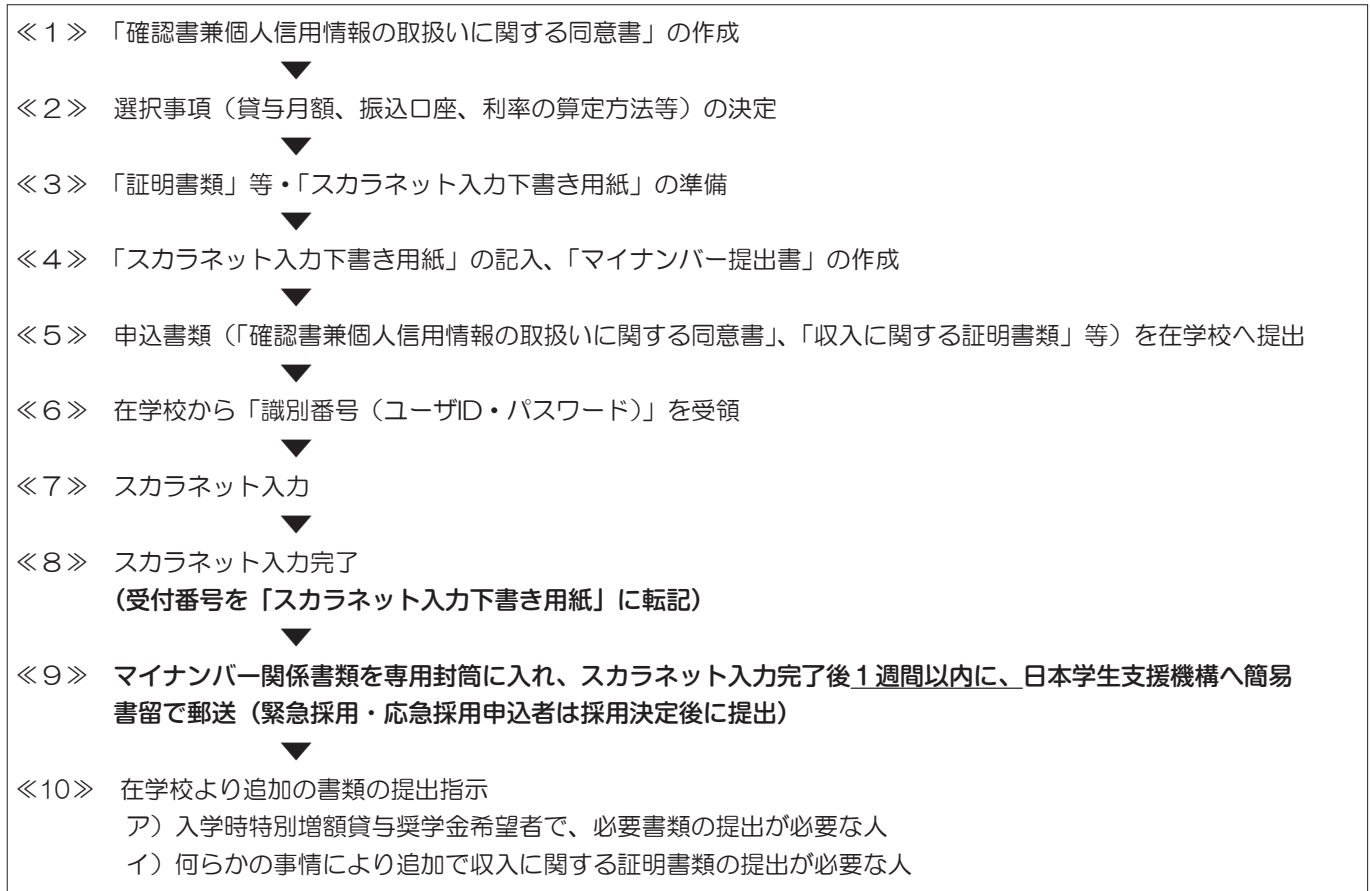 ≪１≫ 「確認書兼個人信用情報の取扱いに関する同意書」の作成
▼
≪２≫ 選択事項（貸与月額、振込口座、利率の算定方法等）の決定
▼
≪３≫ 「証明書類」等・「スカラネット入力下書き用紙」の準備
▼
≪４≫ 「スカラネット入力下書き用紙」の記入、「マイナンバー提出書」の作成
▼
≪５≫ 申込書類（「確認書兼個人信用情報の取扱いに関する同意書」、「収入に関する証明書類」等）を在学校へ提出
▼
≪６≫ 在学校から「識別番号（ユーザID・パスワード）」を受領
▼
≪７≫ スカラネット入力
▼
≪８≫ スカラネット入力完了
（受付番号を「スカラネット入力下書き用紙」に転記）
▼
≪９≫ マイナンバー関係書類を専用封筒に入れ、スカラネット入力完了後１週間以内に、日本学生支援機構へ簡易
書留で郵送（緊急採用・応急採用申込者は採用決定後に提出）
▼
≪10≫ 在学校より追加の書類の提出指示
ア）入学時特別増額貸与奨学金希望者で、必要書類の提出が必要な人
イ）何らかの事情により追加で収入に関する証明書類の提出が必要な人